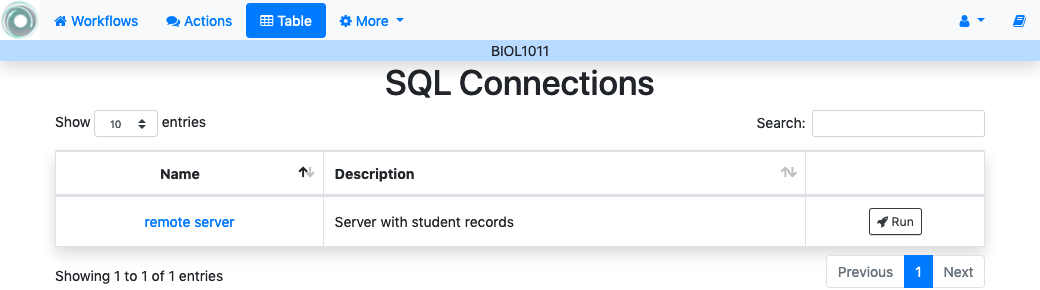 Workflows Actions Table More
BIOL1011
SQL Connections
Show 10 entries Search:
Name Description
remote server Server with student records Run
Showing 1 to 1 of 1 entries Previous 1 Next